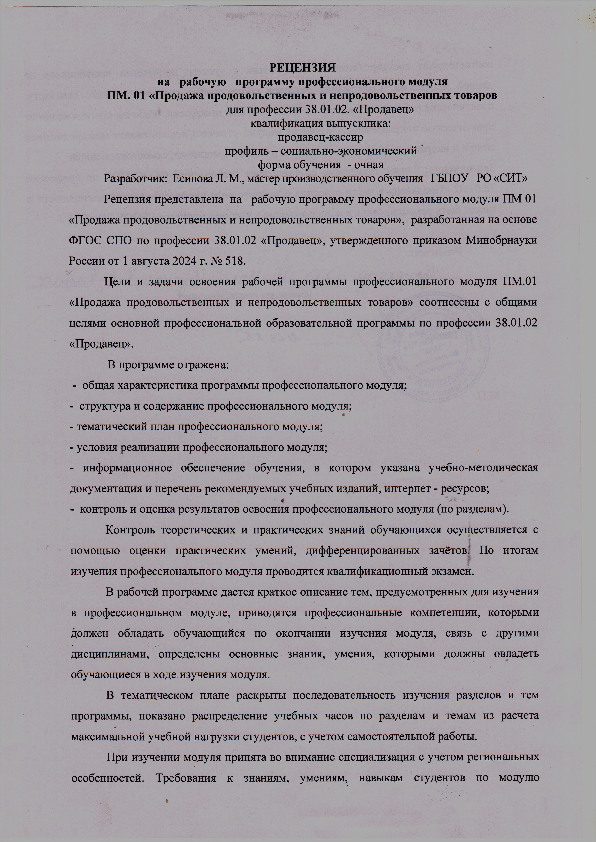 РЕЦЕНЗИЯ
на рабочую программу профессионального модуля
ПМ. 01 «Продажа продовольственных и непродовольственных товаров
для профессии 38.01.02. «Продавец»
квалификация выпускника:
продавец-кассир
профиль – социально-экономический
форма обучения - очная
Разработчик: Есипова Л. М., мастер производственного обучения ГБПОУ РО «СИТ»
Рецензия представлена на рабочую программу профессионального модуля ПМ 01
«Продажа продовольственных и непродовольственных товаров», разработанная на основе
ФГОС СПО по профессии 38.01.02 «Продавец», утвержденного приказом Минобрнауки
России от 1 августа 2024 г. № 518.
Цели и задачи освоения рабочей программы профессионального модуля ПМ.01
«Продажа продовольственных и непродовольственных товаров» соотнесены с общими
целями основной профессиональной образовательной программы по профессии 38.01.02
«Продавец».
В программе отражена:
- общая характеристика программы профессионального модуля;
- структура и содержание профессионального модуля;
- тематический план профессионального модуля;
- условия реализации профессионального модуля;
- информационное обеспечение обучения, в котором указана учебно-методическая
документация и перечень рекомендуемых учебных изданий, интернет - ресурсов;
- контроль и оценка результатов освоения профессионального модуля (по разделам).
Контроль теоретических и практических знаний обучающихся осуществляется с
помощью оценки практических умений, дифференцированных зачётов. По итогам
изучения профессионального модуля проводится квалификационный экзамен.
В рабочей программе дается краткое описание тем, предусмотренных для изучения
в профессиональном модуле, приводятся профессиональные компетенции, которыми
должен обладать обучающийся по окончании изучения модуля, связь с другими
дисциплинами, определены основные знания, умения, которыми должны овладеть
обучающиеся в ходе изучения модуля.
В тематическом плане раскрыты последовательность изучения разделов и тем
программы, показано распределение учебных часов по разделам и темам из расчета
максимальной учебной нагрузки студентов, с учетом самостоятельной работы.
При изучении модуля принята во внимание специализация с учетом региональных
особенностей. Требования к знаниям, умениям, навыкам студентов по модулю